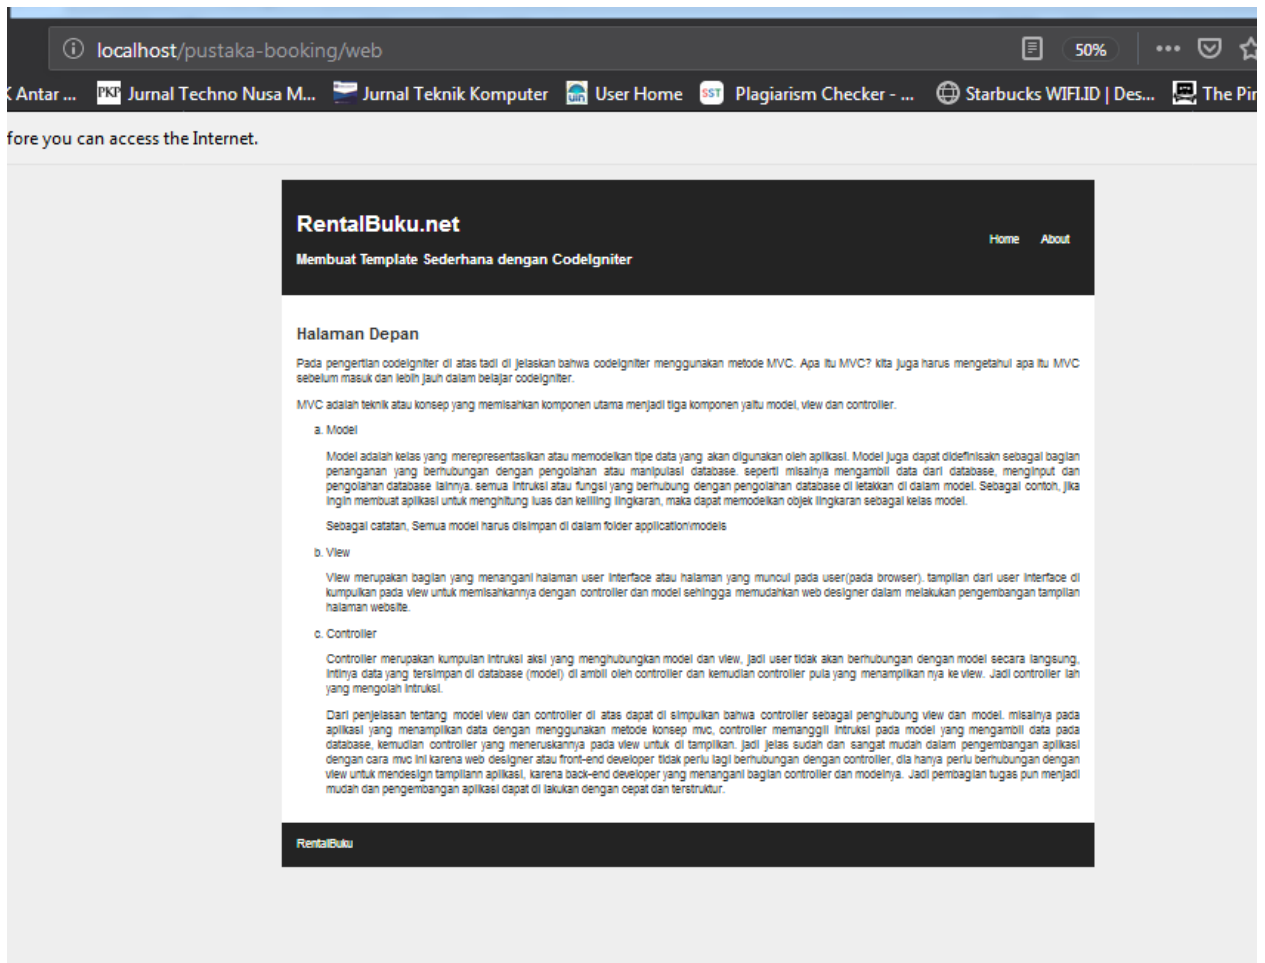 localhost/pustaka-booking/web
50%
Antar ...
PKP Jurnal Techno Nusa M...
Jurnal Teknik Komputer
uin User Home
SST Plagiarism Checker - ...
Starbucks WIFI.ID | Des...
The Pir
fore you can access the Internet.
RentalBuku.net
Home About
Membuat Template Sederhana dengan CodeIgniter
Halaman Depan
Pada pengertian codeigniter di atas tadi di jelaskan bahwa codeigniter menggunakan metode MVC. Apa itu MVC? kita juga harus mengetahui apa itu MVC
sebelum masuk dan lebih jauh dalam belajar codeigniter.
MVC adalah teknik atau konsep yang memisahkan komponen utama menjadi tiga komponen yaitu model, view dan controller.
a. Model
Model adalah kelas yang merepresentasikan atau memodelkan tipe data yang akan digunakan oleh aplikasi. Model juga dapat didefinisakn sebagai bagian
penanganan yang berhubungan dengan pengolahan atau manipulasi database. seperti misalnya mengambil data dari database, menginput dan
pengolahan database lainnya. semua intruksi atau fungsi yang berhubung dengan pengolahan database di letakkan di dalam model. Sebagai contoh, jika
ingin membuat aplikasi untuk menghitung luas dan keliling lingkaran, maka dapat memodelkan objek lingkaran sebagai kelas model.
Sebagai catatan, Semua model harus disimpan di dalam folder application\models
b. View
View merupakan bagian yang menangani halaman user interface atau halaman yang muncul pada user(pada browser). tampilan dari user interface di
kumpulkan pada view untuk memisahkannya dengan controller dan model sehingga memudahkan web designer dalam melakukan pengembangan tampilan
halaman website.
c. Controller
Controller merupakan kumpulan intruksi aksi yang menghubungkan model dan view, jadi user tidak akan berhubungan dengan model secara langsung,
intinya data yang tersimpan di database (model) di ambil oleh controller dan kemudian controller pula yang menampilkan nya ke view. Jadi controller lah
yang mengolah intruksi.
Dari penjelasan tentang model view dan controller di atas dapat di simpulkan bahwa controller sebagai penghubung view dan model. misalnya pada
aplikasi yang menampilkan data dengan menggunakan metode konsep mvc, controller memanggil intruksi pada model yang mengambil data pada
database, kemudian controller yang meneruskannya pada view untuk di tampilkan. jadi jelas sudah dan sangat mudah dalam pengembangan aplikasi
dengan cara mvc ini karena web designer atau front-end developer tidak perlu lagi berhubungan dengan controller, dia hanya perlu berhubungan dengan
view untuk mendesign tampilann aplikasi, karena back-end developer yang menangani bagian controller dan modelnya. Jadi pembagian tugas pun menjadi
mudah dan pengembangan aplikasi dapat di lakukan dengan cepat dan terstruktur.
RentalBuku